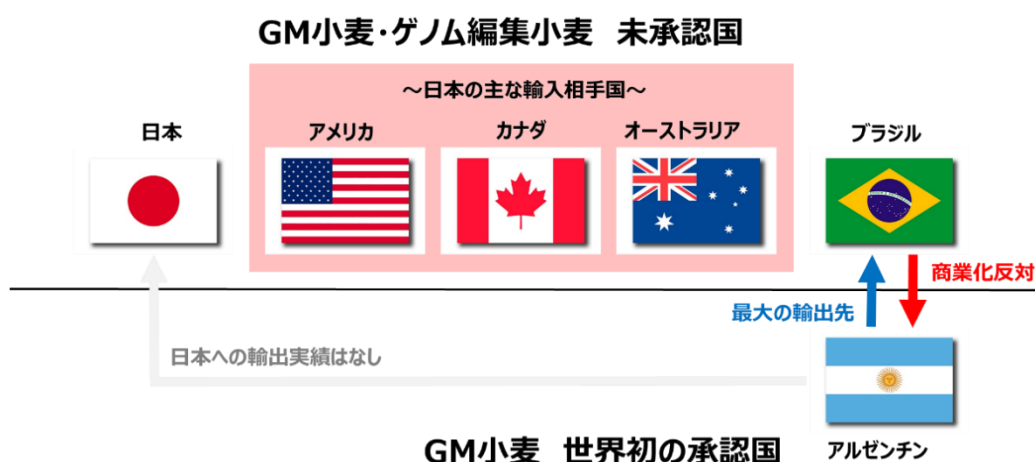 GM小麦・ゲノム編集小麦 未承認国
～日本の主な輸入相手国～
日本
アメリカ
カナダ
オーストラリア
ブラジル
商業化反対
最大の輸出先
日本への輸出実績はなし
GM小麦 世界初の承認国
アルゼンチン